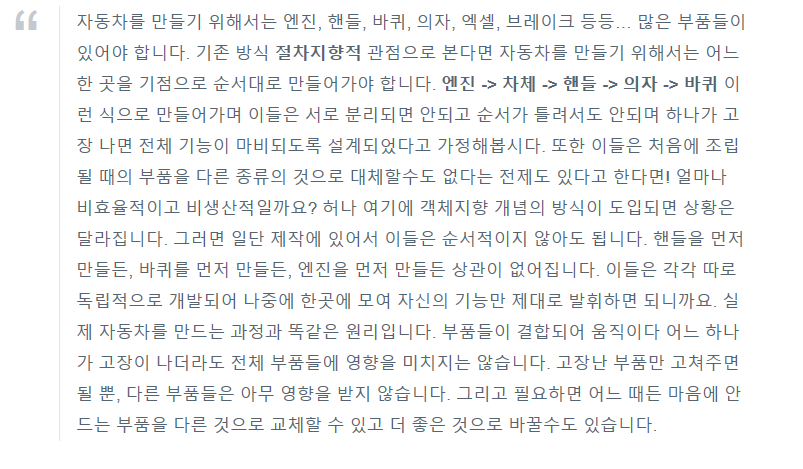 자동차를 만들기 위해서는 엔진, 핸들, 바퀴, 의자, 엑셀, 브레이크 등등... 많은 부품들이
있어야 합니다. 기존 방식 절차지향적 관점으로 본다면 자동차를 만들기 위해서는 어느
한 곳을 기점으로 순서대로 만들어가야 합니다. 엔진 -> 차체 -> 핸들 -> 의자 -> 바퀴 이
런 식으로 만들어가며 이들은 서로 분리되면 안되고 순서가 틀려서도 안되며 하나가 고
장 나면 전체 기능이 마비되도록 설계되었다고 가정해봅시다. 또한 이들은 처음에 조립
될 때의 부품을 다른 종류의 것으로 대체할수도 없다는 전제도 있다고 한다면! 얼마나
비효율적이고 비생산적일까요? 허나 여기에 객체지향 개념의 방식이 도입되면 상황은
달라집니다. 그러면 일단 제작에 있어서 이들은 순서적이지 않아도 됩니다. 핸들을 먼저
만들든, 바퀴를 먼저 만들든, 엔진을 먼저 만들든 상관이 없어집니다. 이들은 각각 따로
독립적으로 개발되어 나중에 한곳에 모여 자신의 기능만 제대로 발휘하면 되니까요. 실
제 자동차를 만드는 과정과 똑같은 원리입니다. 부품들이 결합되어 움직이다 어느 하나
가 고장이 나더라도 전체 부품들에 영향을 미치지는 않습니다. 고장난 부품만 고쳐주면
될 뿐, 다른 부품들은 아무 영향을 받지 않습니다. 그리고 필요하면 어느 때든 마음에 안
드는 부품을 다른 것으로 교체할 수 있고 더 좋은 것으로 바꿀수도 있습니다.